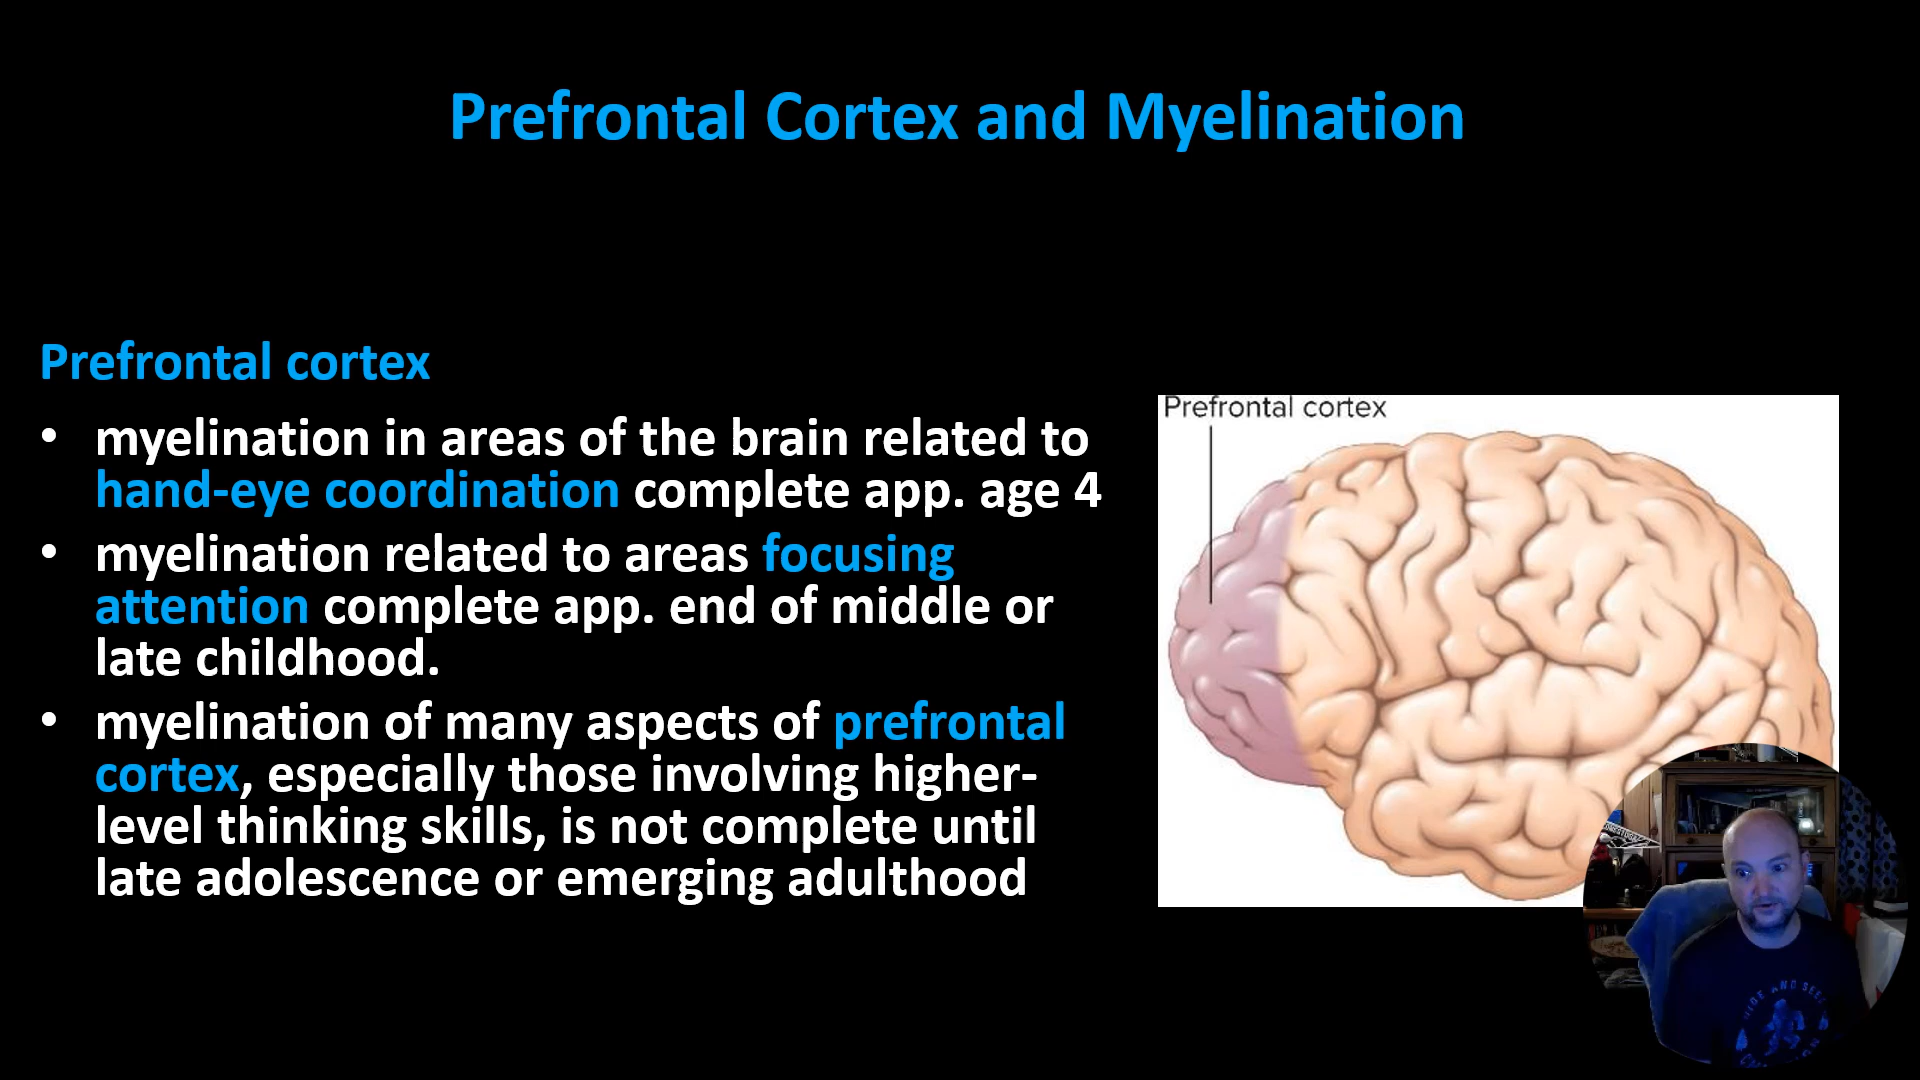 Prefrontal Cortex and Myelination
Prefrontal cortex
• myelination in areas of the brain related to
hand-eye coordination complete app. age 4
• myelination related to areas focusing
attention complete app. end of middle or
late childhood.
• myelination of many aspects of prefrontal
cortex, especially those involving higher-
level thinking skills, is not complete until
late adolescence or emerging adulthood
Prefrontal cortex
AND SEEK